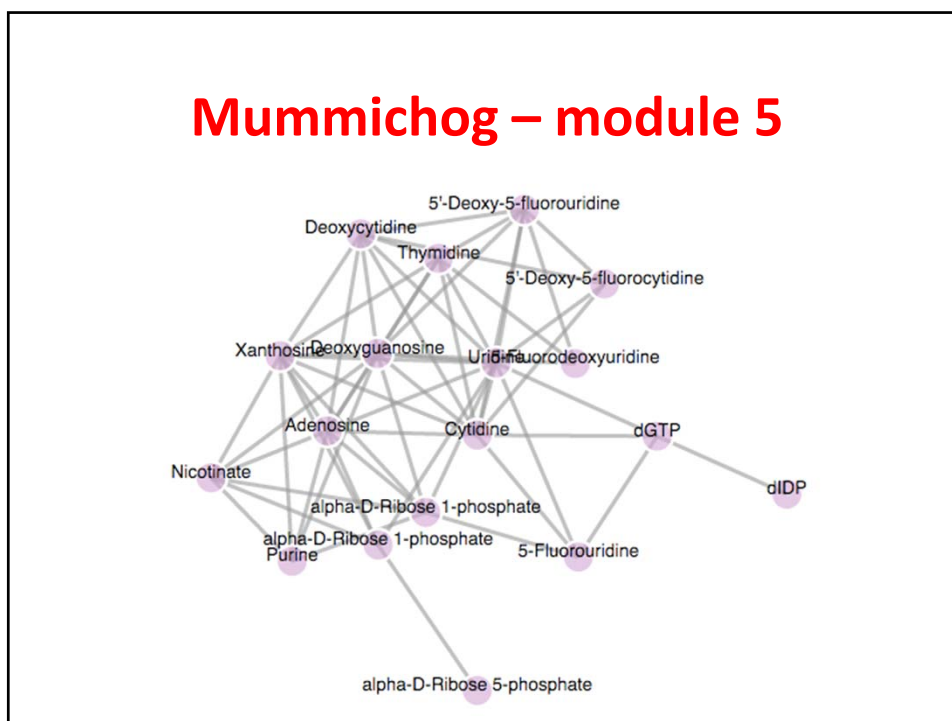 Mummichog – module 5
5'-Deoxy-5-fluorouridine
Deoxycytidine
Thymidine
5'-Deoxy-5-fluorocytidine
Xanthosine
Deoxyguanosine
Uridine
5-Fluorodeoxyuridine
Adenosine
Cytidine
dGTP
Nicotinate
dIDP
alpha-D-Ribose 1-phosphate
alpha-D-Ribose 1-phosphate
Purine
5-Fluorouridine
alpha-D-Ribose 5-phosphate